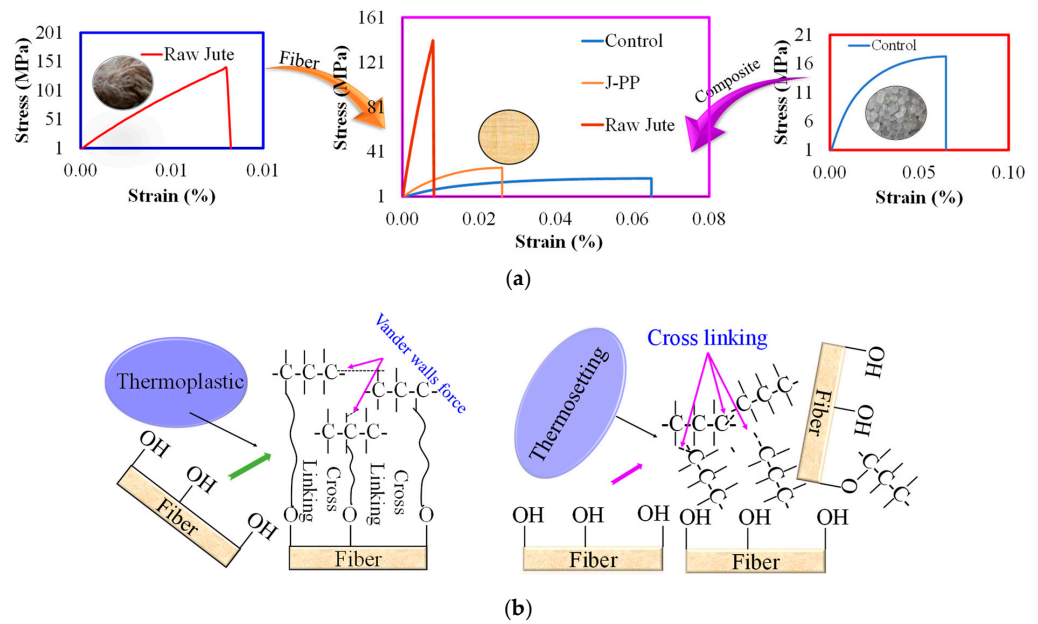 201
151
101
51
1
Stress (MPa)
Raw Jute
0.00
0.01
0.01
Strain (%)
Fiber
161
121
81
41
1
Stress (MPa)
Control
J-PP
Raw Jute
0.00
0.02
0.04
0.06
0.08
Strain (%)
Composite
21
16
11
6
1
Stress (MPa)
Control
0.00
0.05
0.10
Strain (%)
(a)
Thermoplastic
OH
OH
OH
Fiber
Vander walls force
-C-C-C-
-C-C-C-
-C-C-C-
Cross
Linking
Cross
Linking
O
O
O
Fiber
Thermosetting
Cross linking
-C-C-C-
-C-C-C-
C-C-C
C-C-C
OH
OH
OH
Fiber
OH
OH
OH
Fiber
OH
OH
O
C-C-C
Fiber
(b)